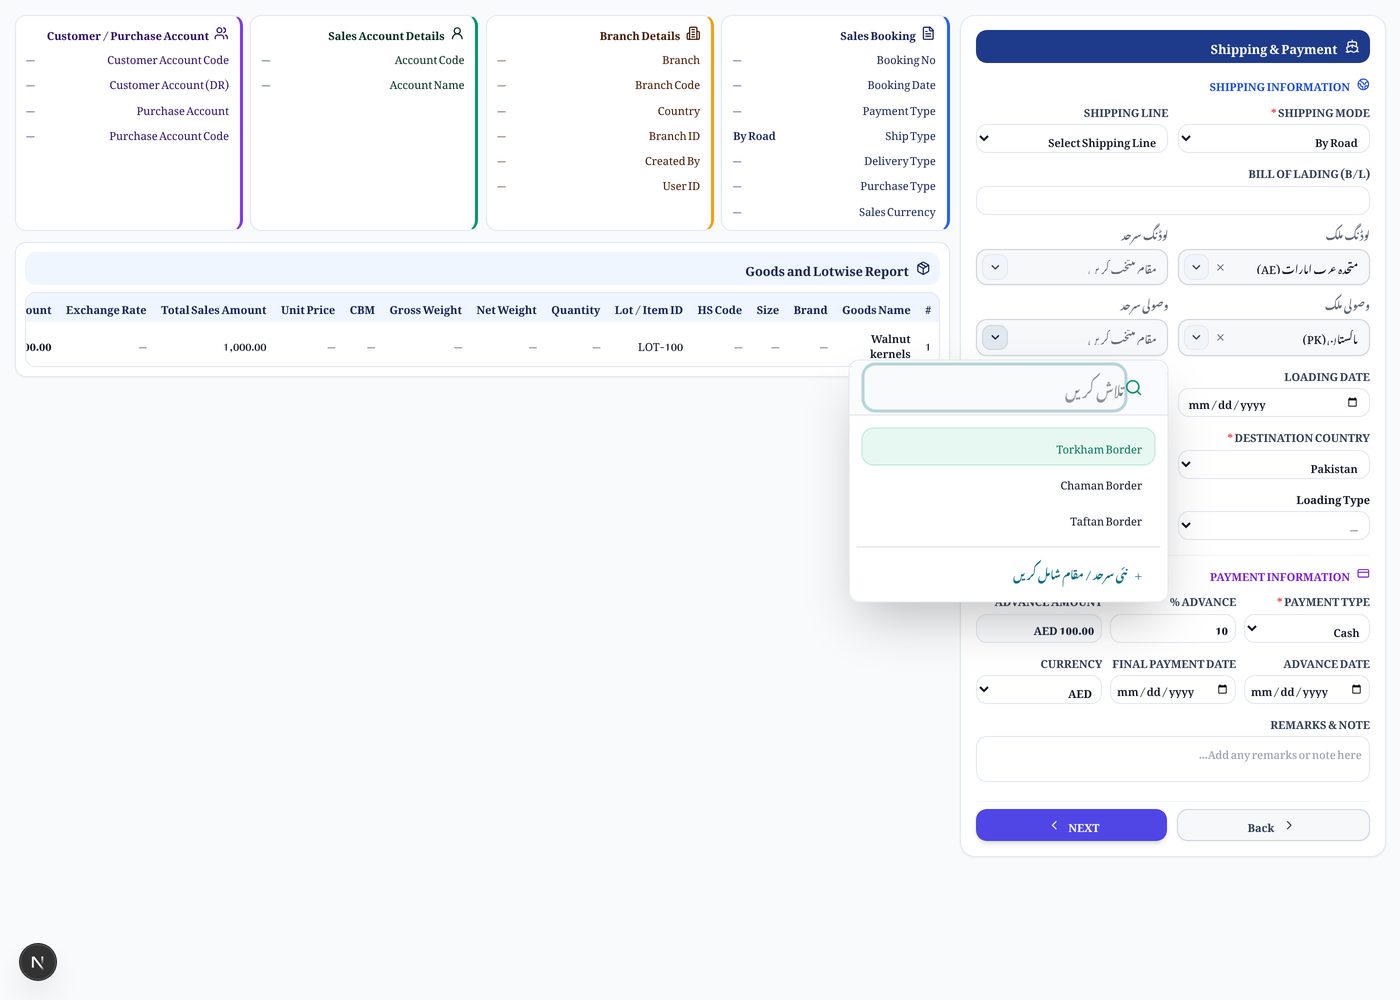 Shipping & Payment
SHIPPING INFORMATION
* SHIPPING MODE
SHIPPING LINE
By Road
Select Shipping Line
BILL OF LADING (B/L)
لوڈنگ ملک
لوڈنگ سرحد
متحدہ عرب امارات (AE)
مقام منتخب کریں
وصولی ملک
وصولی سرحد
پاکستان (PK)
مقام منتخب کریں
LOADING DATE
mm/dd/yyyy
* DESTINATION COUNTRY
Pakistan
Loading Type
—
تلاش کریں
Torkham Border
Chaman Border
Taftan Border
+ نئی سرحد / مقام شامل کریں
PAYMENT INFORMATION
* PAYMENT TYPE
% ADVANCE
ADVANCE AMOUNT
Cash
10
AED 100.00
ADVANCE DATE
FINAL PAYMENT DATE
CURRENCY
mm/dd/yyyy
mm/dd/yyyy
AED
REMARKS & NOTE
...Add any remarks or note here
Back
NEXT
Sales Booking
Booking No —
Booking Date —
Payment Type —
Ship Type By Road
Delivery Type —
Purchase Type —
Sales Currency —
Branch Details
Branch —
Branch Code —
Country —
Branch ID —
Created By —
User ID —
Sales Account Details
Account Code —
Account Name —
Customer / Purchase Account
Customer Account Code —
Customer Account (DR) —
Purchase Account —
Purchase Account Code —
Goods and Lotwise Report
# Goods Name Brand Size HS Code Lot / Item ID Quantity Net Weight Gross Weight CBM Unit Price Total Sales Amount Exchange Rate ount
1 Walnut kernels — — — LOT-100 — — — — — 1,000.00 — 00.00
N